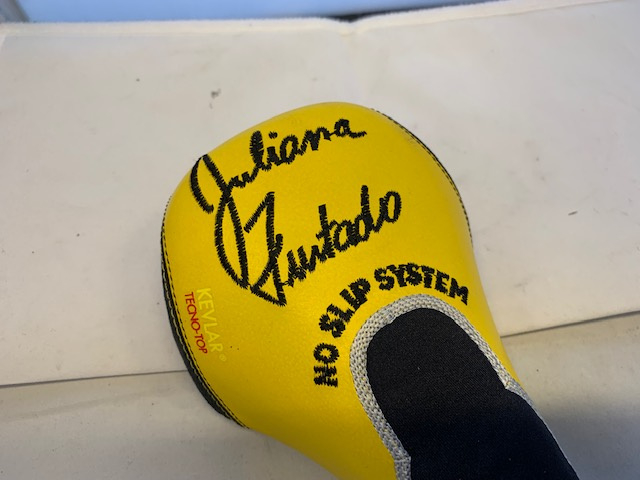 Juliana
Furtado
NO SLIP SYSTEM
KEVLAR®
TECNO-TOP